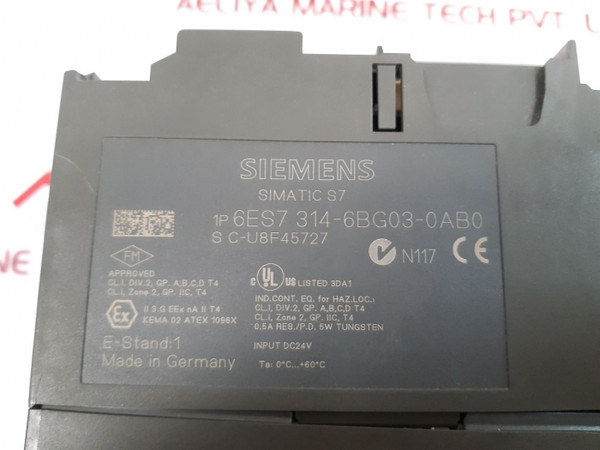 AELIYA MARINE TECH PVT.
SIEMENS
SIMATIC S7
1P 6ES7 314-6BG03-0AB0
S C-U8F45727
N117
FM
APPROVED
CL.I, DIV.2, GP. A,B,C,D T4
CL.I, Zone 2, GP. IIC, T4
C UL US LISTED 3DA1
IND.CONT. EQ. for HAZ.LOC.:
CL.I, DIV.2, GP. A,B,C,D T4
CL.I, Zone 2, GP. IIC, T4
0.5A RES./P.D. 5W TUNGSTEN
Ex
II 3 G EEx nA II T4
KEMA 02 ATEX 1096X
E-Stand:1
Made in Germany
INPUT DC24V
Ta: 0°C...+60°C
CE